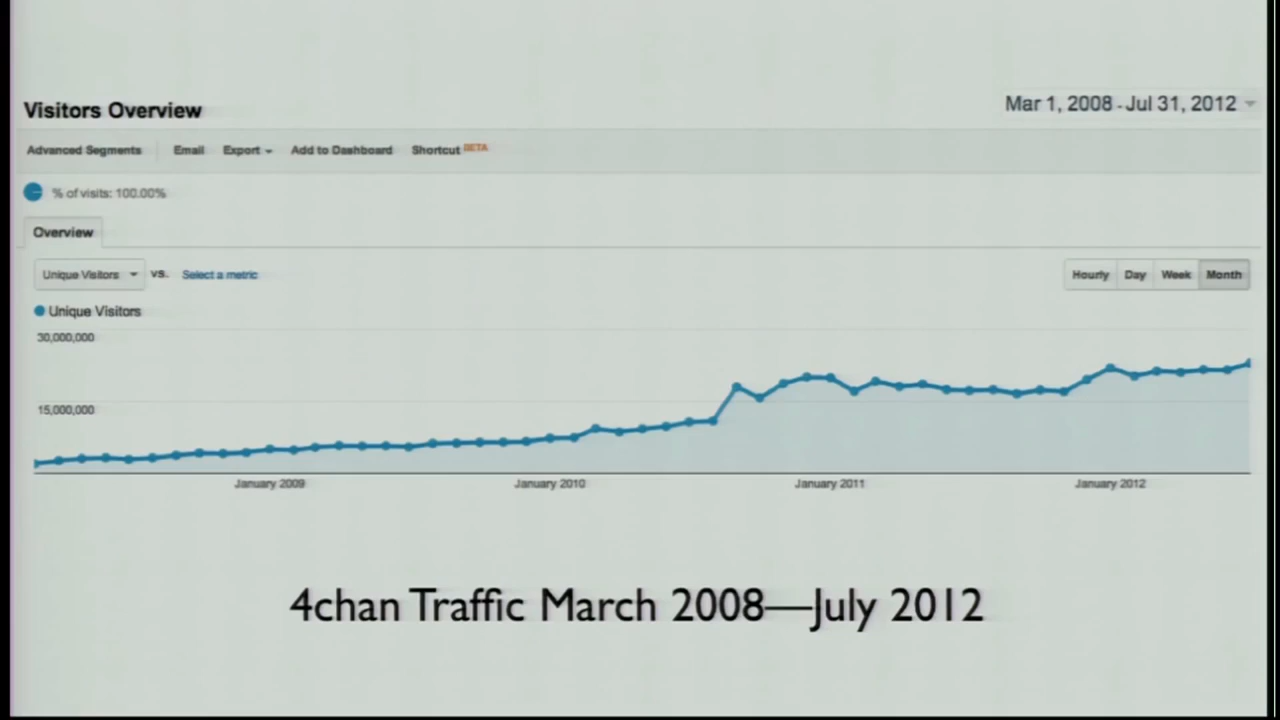 Visitors Overview
Mar 1, 2008 - Jul 31, 2012
Advanced Segments Email Export Add to Dashboard Shortcut BETA
% of visits: 100.00%
Overview
Unique Visitors vs. Select a metric
Hourly Day Week Month
Unique Visitors
30,000,000
15,000,000
January 2009 January 2010 January 2011 January 2012
4chan Traffic March 2008—July 2012